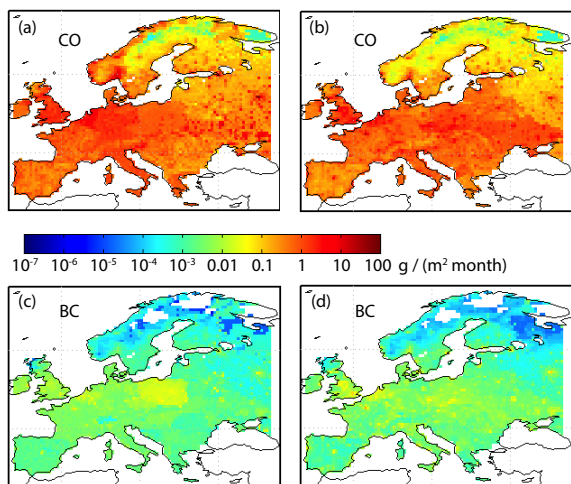 (a) CO
(b) CO
10⁻⁷ 10⁻⁶ 10⁻⁵ 10⁻⁴ 10⁻³ 0.01 0.1 1 10 100 g / (m² month)
(c) BC
(d) BC